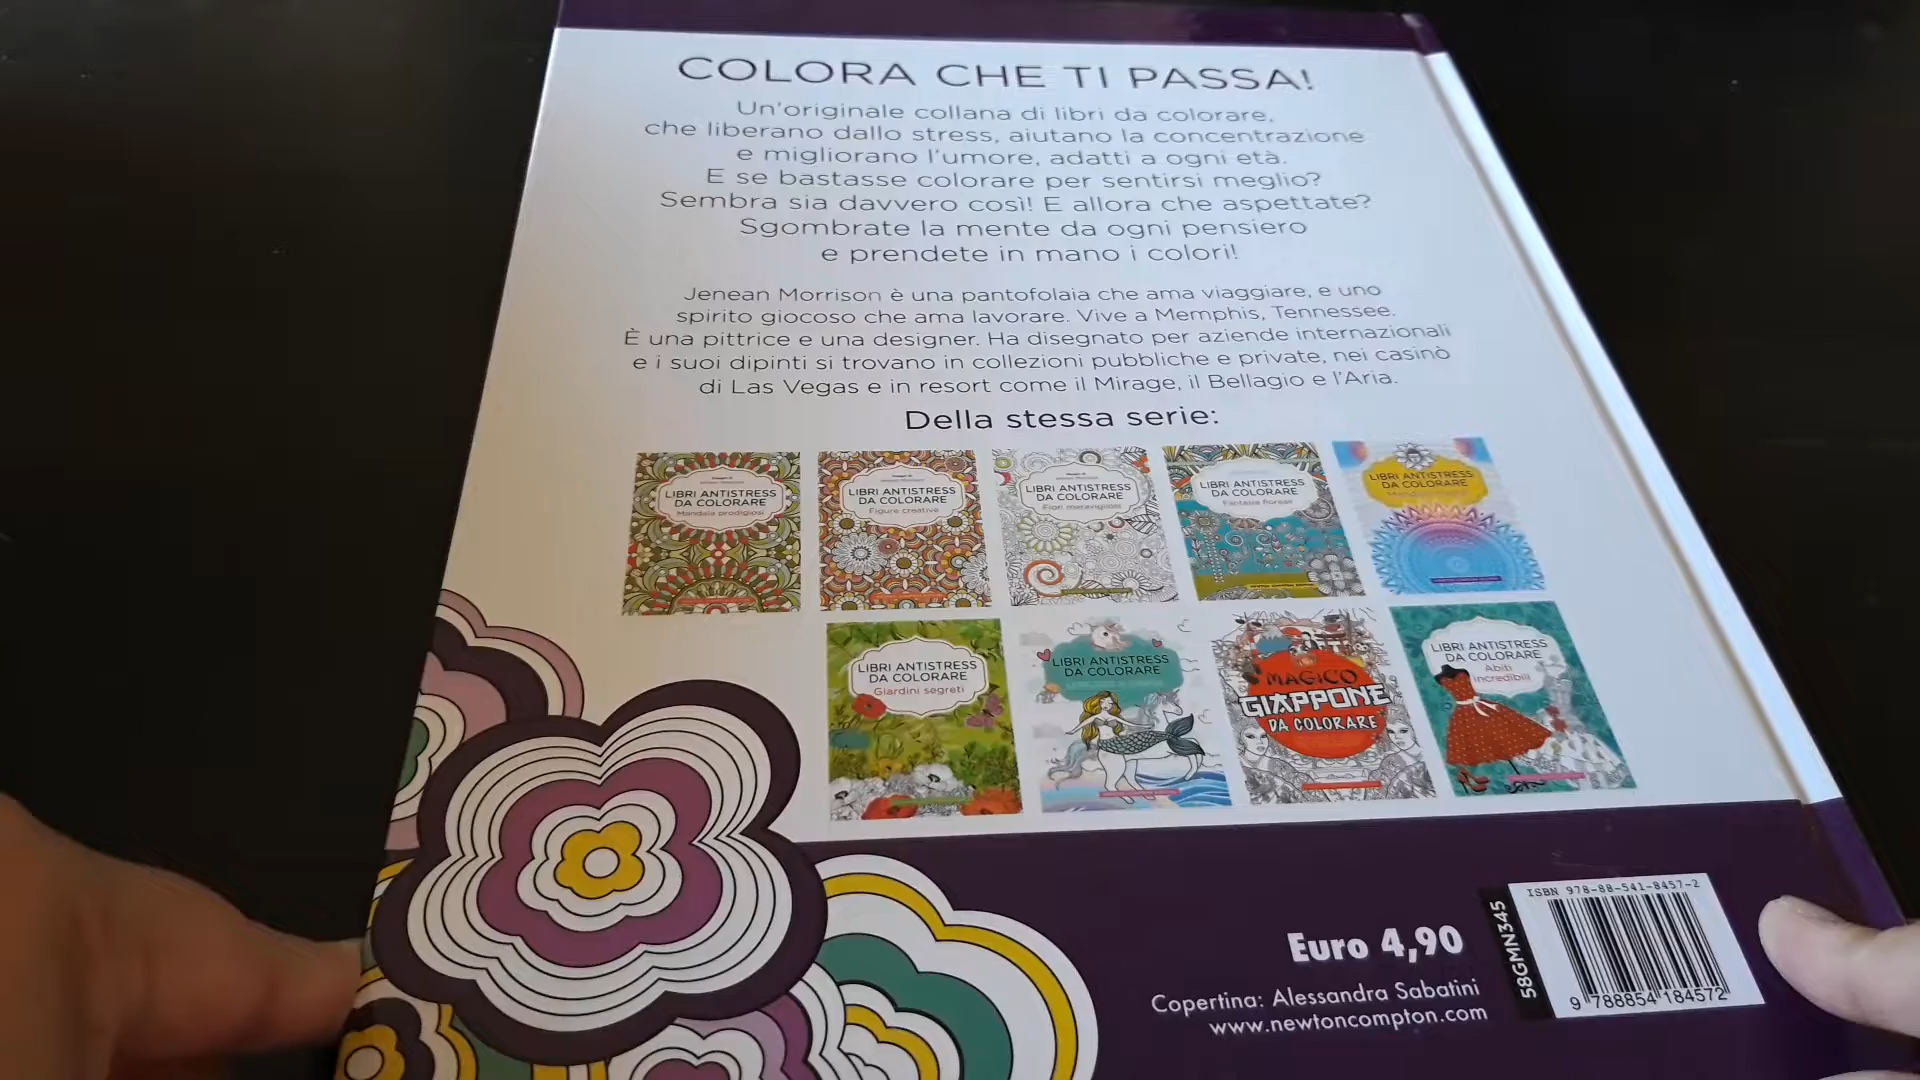 COLORA CHE TI PASSA!
Un'originale collana di libri da colorare,
che liberano dallo stress, aiutano la concentrazione
e migliorano l'umore, adatti a ogni età.
E se bastasse colorare per sentirsi meglio?
Sembra sia davvero così! E allora che aspettate?
Sgombrate la mente da ogni pensiero
e prendete in mano i colori!
Jenean Morrison è una pantofolaia che ama viaggiare, e uno
spirito giocoso che ama lavorare. Vive a Memphis, Tennessee.
È una pittrice e una designer. Ha disegnato per aziende internazionali
e i suoi dipinti si trovano in collezioni pubbliche e private, nei casinò
di Las Vegas e in resort come il Mirage, il Bellagio e l'Aria.
Della stessa serie:
LIBRI ANTISTRESS
DA COLORARE
Mandala prodigiosi
LIBRI ANTISTRESS
DA COLORARE
Figure creative
LIBRI ANTISTRESS
DA COLORARE
Fiori meravigliosi
LIBRI ANTISTRESS
DA COLORARE
Fantasie floreali
LIBRI ANTISTRESS
DA COLORARE
LIBRI ANTISTRESS
DA COLORARE
Giardini segreti
LIBRI ANTISTRESS
DA COLORARE
MAGICO
GIAPPONE
DA COLORARE
LIBRI ANTISTRESS
DA COLORARE
Abiti
incredibili
Euro 4,90
Copertina: Alessandra Sabatini
www.newtoncompton.com
58GMN345
ISBN 978-88-541-8457-2
9 788854 184572